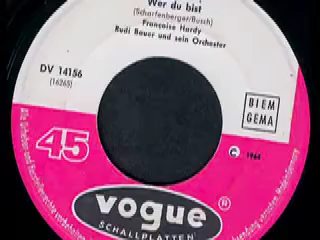 Wer du bist
(Scharfenberger/Busch)
Françoise Hardy
Rudi Bauer und sein Orchester
DV 14156
(16265)
BIEM
GEMA
45
℗ 1964
vogue ®
SCHALLPLATTEN